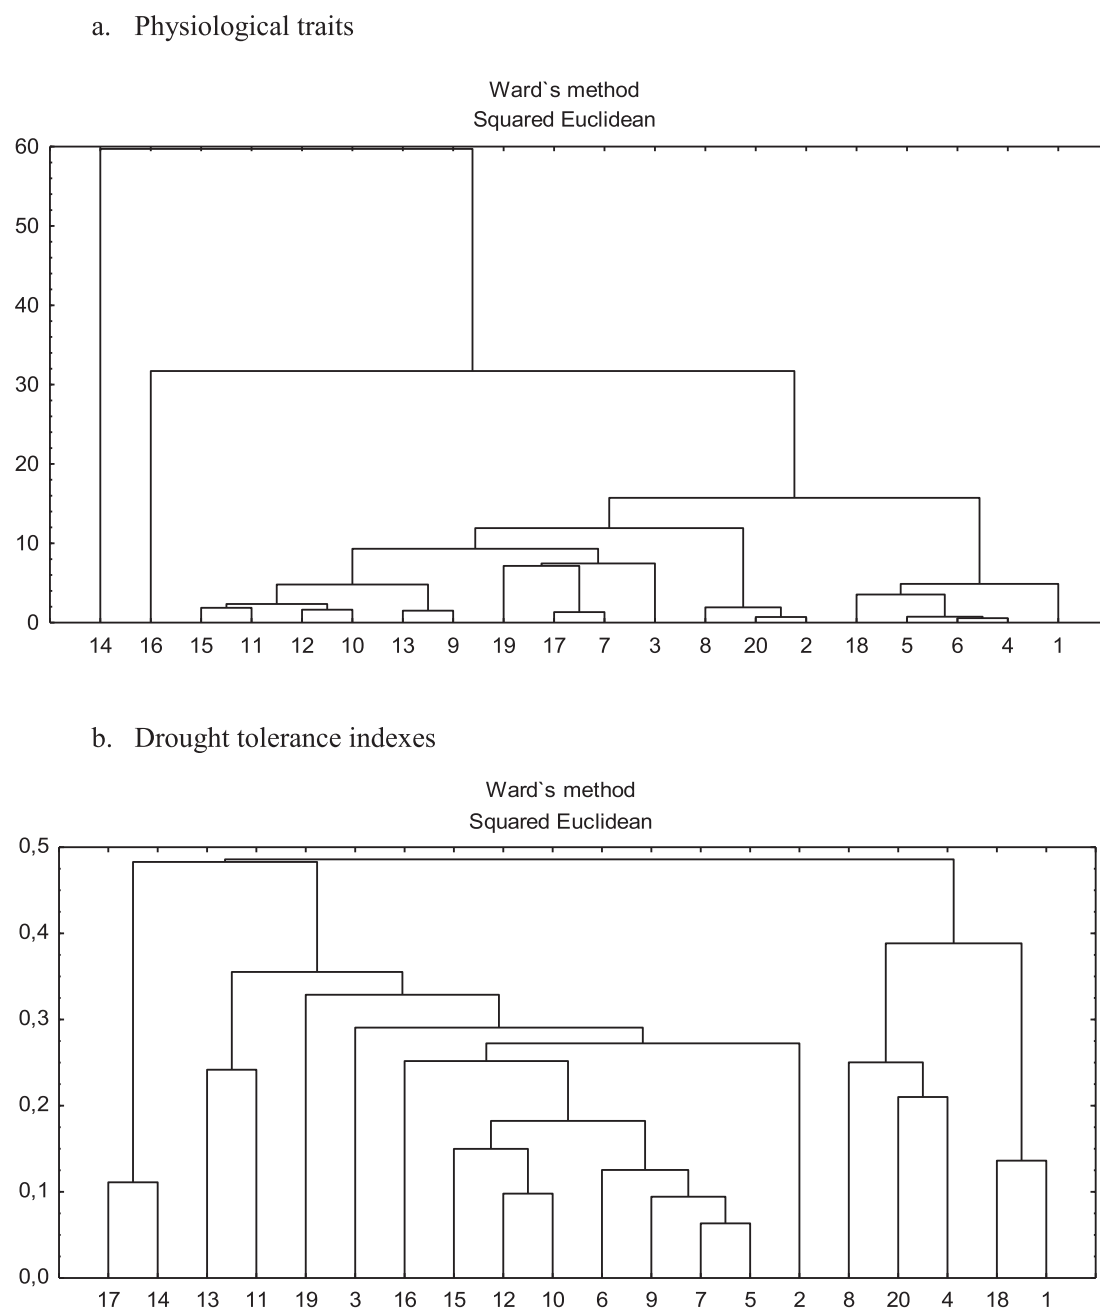 a. Physiological traits
Ward`s method
Squared Euclidean
60
50
40
30
20
10
0
14 16 15 11 12 10 13 9 19 17 7 3 8 20 2 18 5 6 4 1
b. Drought tolerance indexes
Ward`s method
Squared Euclidean
0,5
0,4
0,3
0,2
0,1
0,0
17 14 13 11 19 3 16 15 12 10 6 9 7 5 2 8 20 4 18 1